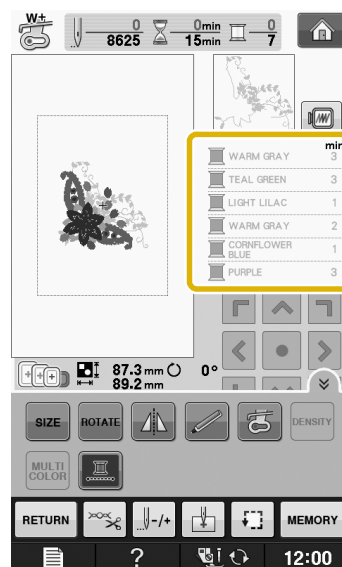 W+
0
8625
0min
15min
0
7
min
WARM GRAY 3
TEAL GREEN 3
LIGHT LILAC 1
WARM GRAY 2
CORNFLOWER
BLUE 1
PURPLE 3
87.3 mm 0°
89.2 mm
SIZE ROTATE DENSITY
MULTI
COLOR
RETURN -/+ MEMORY
? 12:00